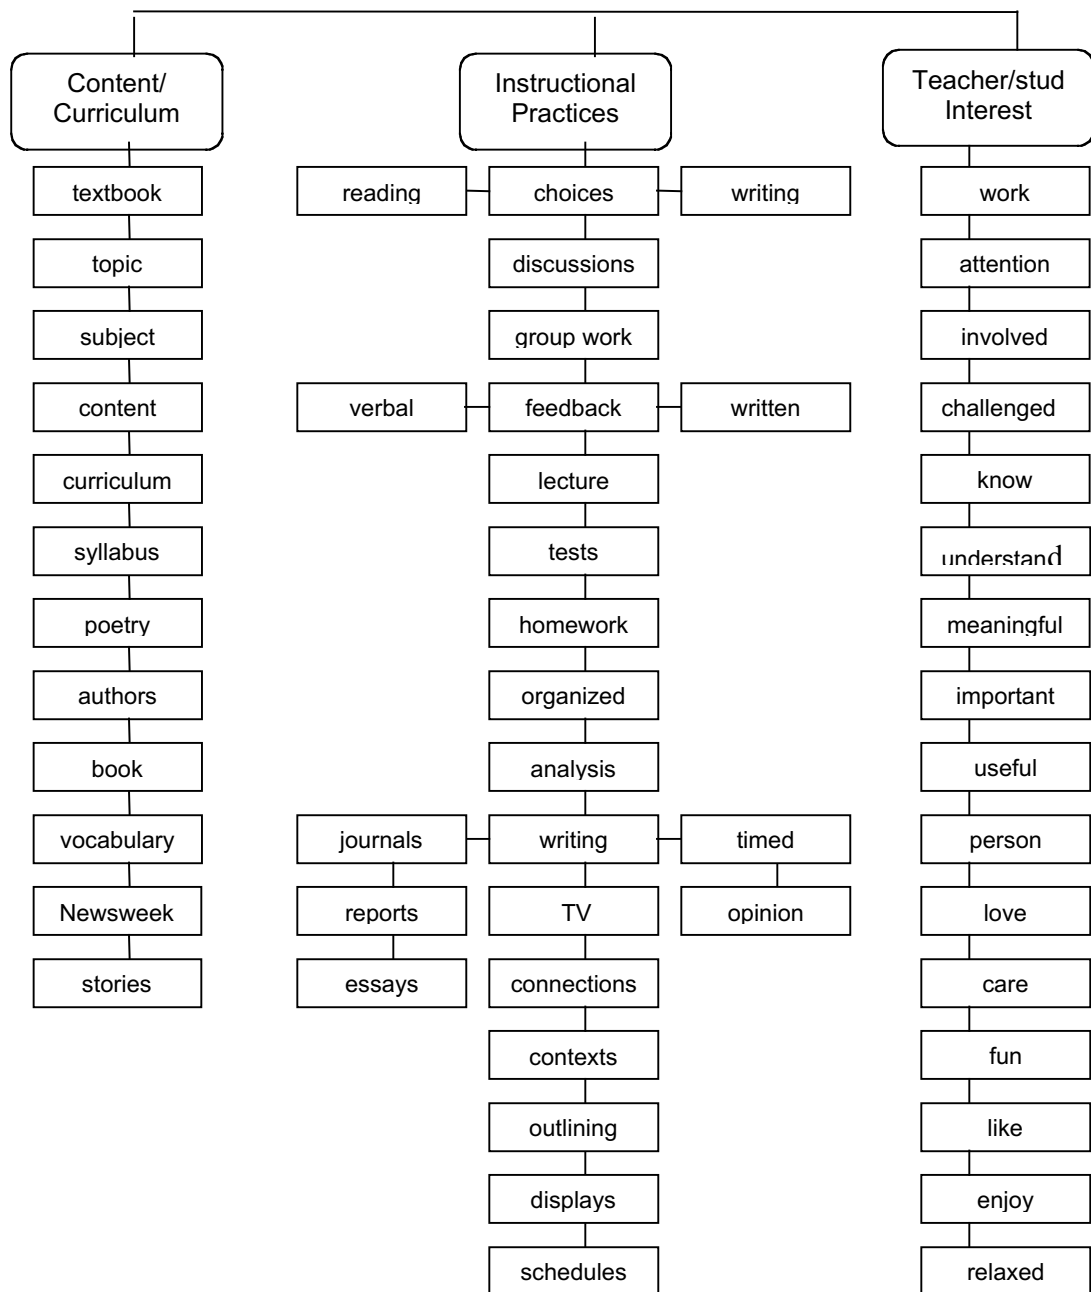 Content/
Curriculum
textbook
topic
subject
content
curriculum
syllabus
poetry
authors
book
vocabulary
Newsweek
stories
Instructional
Practices
reading
choices
writing
discussions
group work
verbal
feedback
written
lecture
tests
homework
organized
analysis
journals
writing
timed
reports
TV
opinion
essays
connections
contexts
outlining
displays
schedules
Teacher/stud
Interest
work
attention
involved
challenged
know
understand
meaningful
important
useful
person
love
care
fun
like
enjoy
relaxed